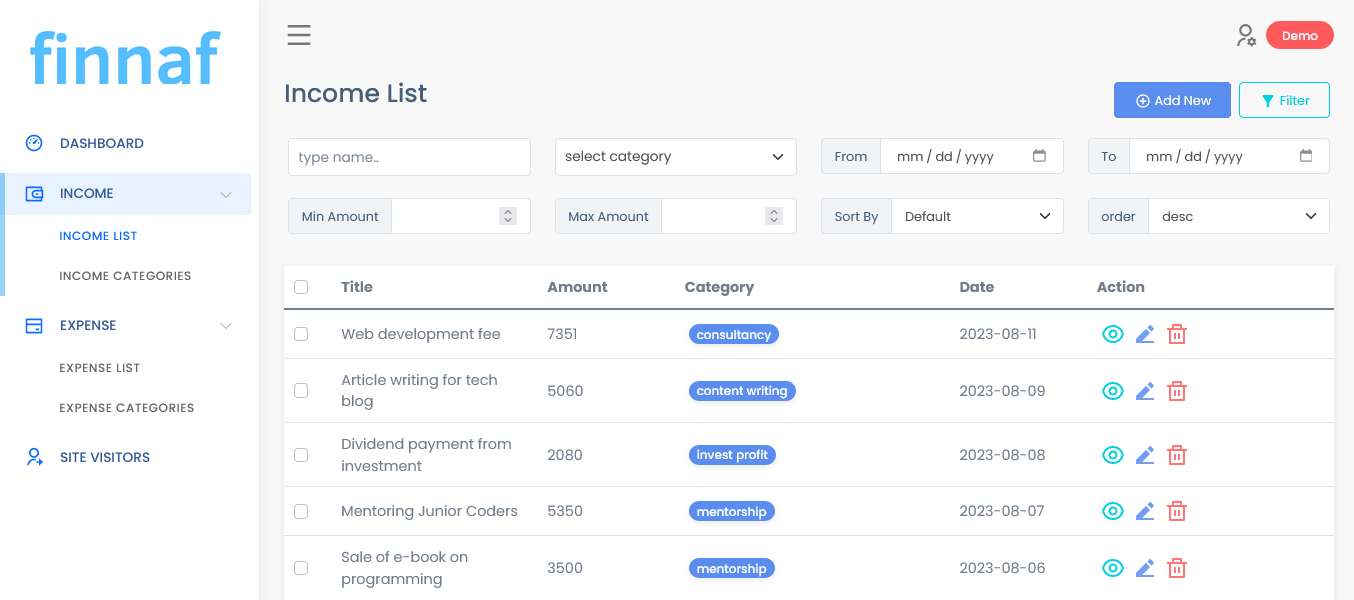 finnaf
Demo
Income List
Add New
Filter
DASHBOARD
INCOME
INCOME LIST
INCOME CATEGORIES
EXPENSE
EXPENSE LIST
EXPENSE CATEGORIES
SITE VISITORS
type name..
select category
From mm / dd / yyyy
To mm / dd / yyyy
Min Amount
Max Amount
Sort By Default
order desc
Title Amount Category Date Action
Web development fee 7351 consultancy 2023-08-11
Article writing for tech
blog
5060 content writing 2023-08-09
Dividend payment from
investment
2080 invest profit 2023-08-08
Mentoring Junior Coders 5350 mentorship 2023-08-07
Sale of e-book on
programming
3500 mentorship 2023-08-06